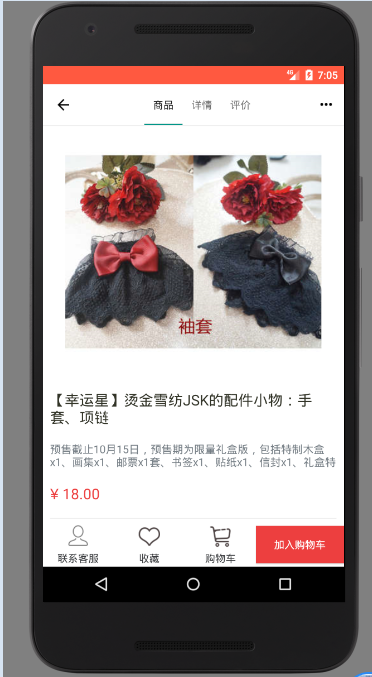 4G 7:05
商品 详情 评价
袖套
【幸运星】烫金雪纺JSK的配件小物：手
套、项链
预售截止10月15日，预售期为限量礼盒版，包括特制木盒
x1、画集x1、邮票x1套、书签x1、贴纸x1、信封x1、礼盒特
¥ 18.00
联系客服 收藏 购物车 加入购物车